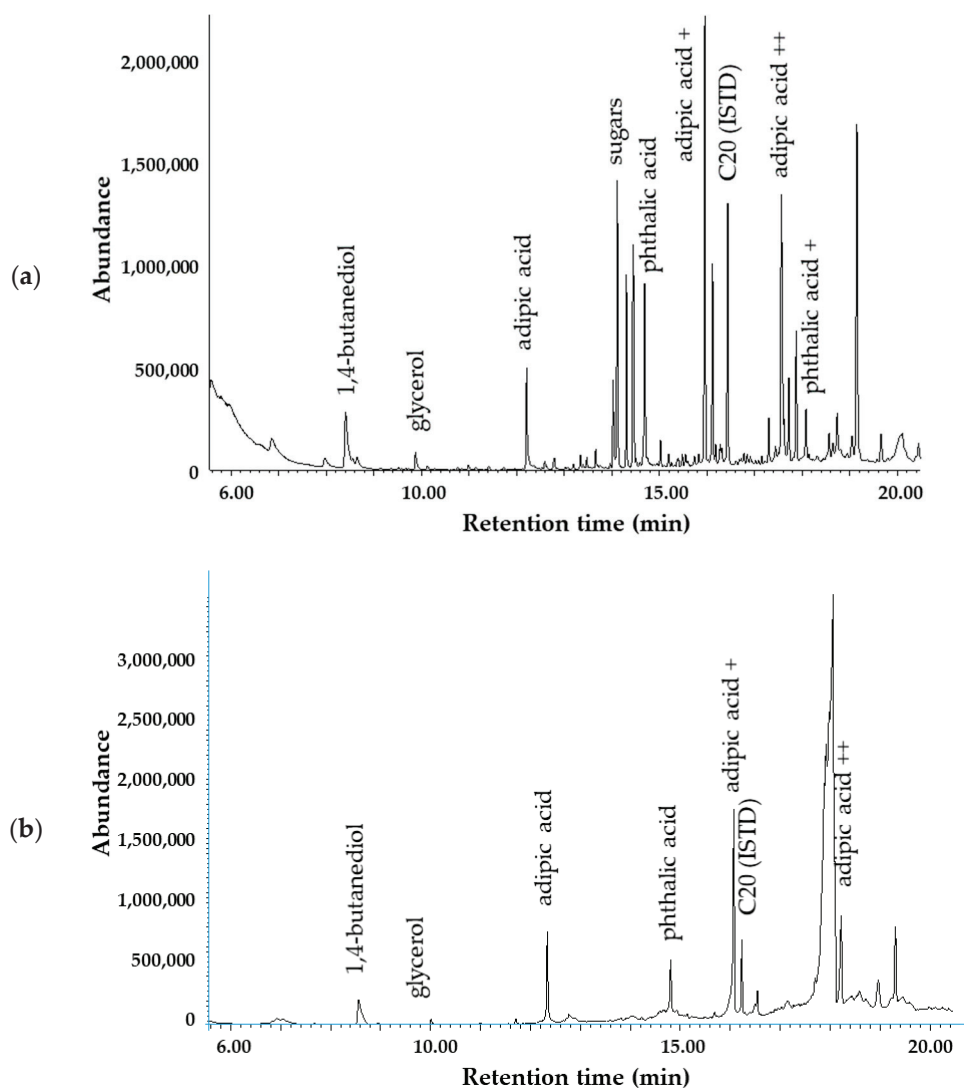 (a)
Abundance
2,000,000
1,500,000
1,000,000
500,000
0
1,4-butanediol
glycerol
adipic acid
sugars
phthalic acid
adipic acid +
C20 (ISTD)
adipic acid ++
phthalic acid +
6.00 10.00 15.00 20.00
Retention time (min)
(b)
Abundance
3,000,000
2,500,000
2,000,000
1,500,000
1,000,000
500,000
0
1,4-butanediol
glycerol
adipic acid
phthalic acid
adipic acid +
C20 (ISTD)
adipic acid ++
6.00 10.00 15.00 20.00
Retention time (min)